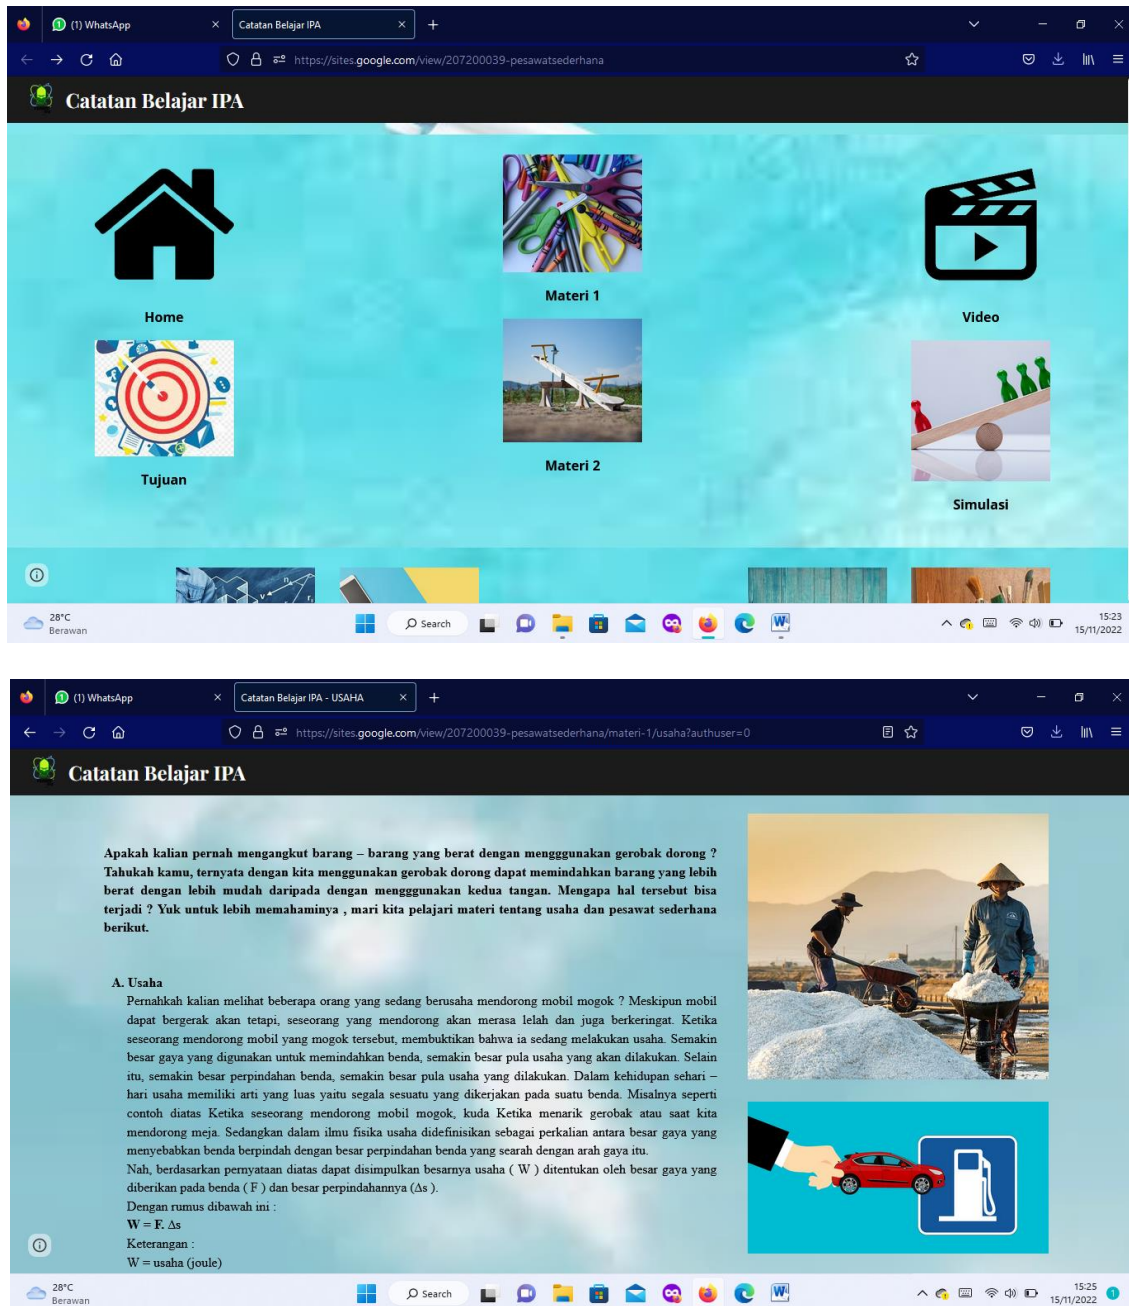 (1) WhatsApp
Catatan Belajar IPA
https://sites.google.com/view/207200039-pesawatsederhana
Catatan Belajar IPA
Home
Materi 1
Video
Tujuan
Materi 2
Simulasi
28°C
Berawan
Search
15:23
15/11/2022
(1) WhatsApp
Catatan Belajar IPA - USAHA
https://sites.google.com/view/207200039-pesawatsederhana/materi-1/usaha?authuser=0
Catatan Belajar IPA
Apakah kalian pernah mengangkut barang – barang yang berat dengan mengggunakan gerobak dorong ?
Tahukah kamu, ternyata dengan kita menggunakan gerobak dorong dapat memindahkan barang yang lebih
berat dengan lebih mudah daripada dengan mengggunakan kedua tangan. Mengapa hal tersebut bisa
terjadi ? Yuk untuk lebih memahaminya , mari kita pelajari materi tentang usaha dan pesawat sederhana
berikut.
A. Usaha
Pernahkah kalian melihat beberapa orang yang sedang berusaha mendorong mobil mogok ? Meskipun mobil
dapat bergerak akan tetapi, seseorang yang mendorong akan merasa lelah dan juga berkeringat. Ketika
seseorang mendorong mobil yang mogok tersebut, membuktikan bahwa ia sedang melakukan usaha. Semakin
besar gaya yang digunakan untuk memindahkan benda, semakin besar pula usaha yang akan dilakukan. Selain
itu, semakin besar perpindahan benda, semakin besar pula usaha yang dilakukan. Dalam kehidupan sehari –
hari usaha memiliki arti yang luas yaitu segala sesuatu yang dikerjakan pada suatu benda. Misalnya seperti
contoh diatas Ketika seseorang mendorong mobil mogok, kuda Ketika menarik gerobak atau saat kita
mendorong meja. Sedangkan dalam ilmu fisika usaha didefinisikan sebagai perkalian antara besar gaya yang
menyebabkan benda berpindah dengan besar perpindahan benda yang searah dengan arah gaya itu.
Nah, berdasarkan pernyataan diatas dapat disimpulkan besarnya usaha ( W ) ditentukan oleh besar gaya yang
diberikan pada benda ( F ) dan besar perpindahannya (Δs ).
Dengan rumus dibawah ini :
W = F. Δs
Keterangan :
W = usaha (joule)
28°C
Berawan
Search
15:25
15/11/2022
1